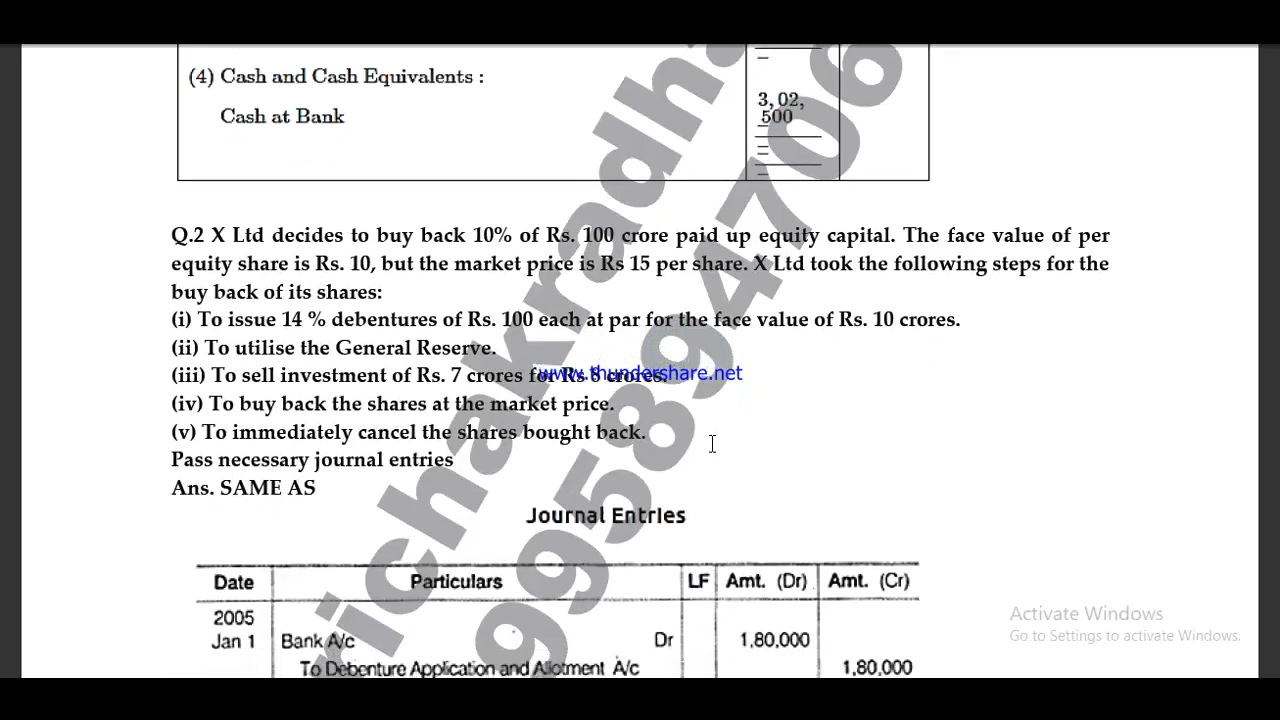 (4) Cash and Cash Equivalents :
3, 02,
Cash at Bank
500
Q.2 X Ltd decides to buy back 10% of Rs. 100 crore paid up equity capital. The face value of per
equity share is Rs. 10, but the market price is Rs 15 per share. X Ltd took the following steps for the
buy back of its shares:
(i) To issue 14 % debentures of Rs. 100 each at par for the face value of Rs. 10 crores.
(ii) To utilise the General Reserve.
(iii) To sell investment of Rs. 7 crores for Rs 8 crores.
www.thundershare.net
(iv) To buy back the shares at the market price.
(v) To immediately cancel the shares bought back.
Pass necessary journal entries
Ans. SAME AS
Journal Entries
Date Particulars LF Amt. (Dr) Amt. (Cr)
2005
Jan 1 Bank A/c Dr 1,80,000
To Debenture Application and Allotment A/c 1,80,000
richakradha
995894706
Activate Windows
Go to Settings to activate Windows.